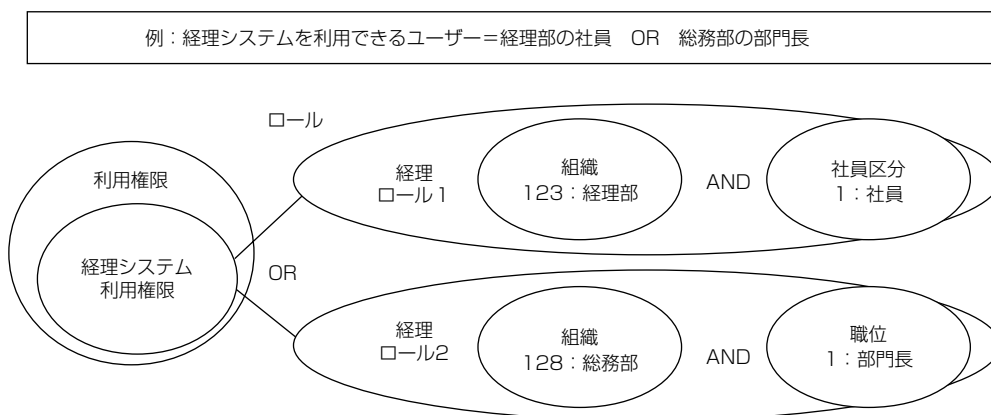 例：経理システムを利用できるユーザー＝経理部の社員　OR　総務部の部門長
ロール
利用権限
経理システム
利用権限
OR
経理
ロール1
組織
123：経理部
AND
社員区分
1：社員
経理
ロール2
組織
128：総務部
AND
職位
1：部門長